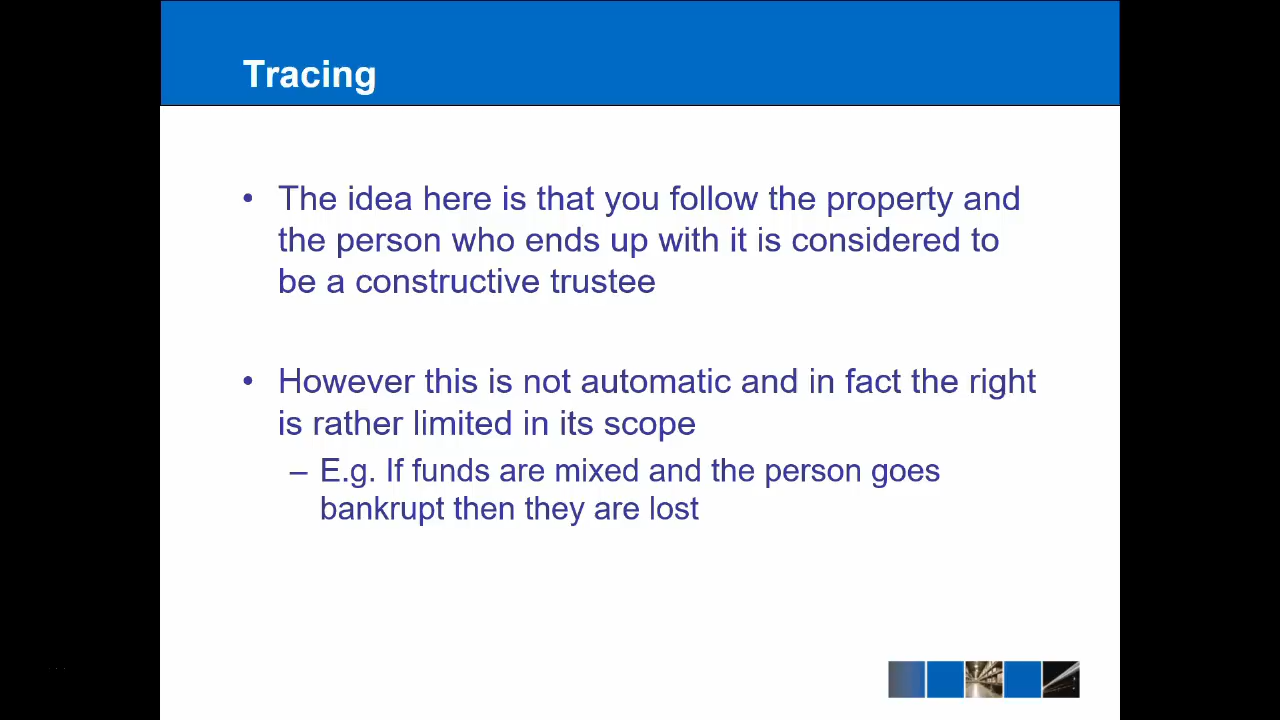 Tracing
• The idea here is that you follow the property and
the person who ends up with it is considered to
be a constructive trustee
• However this is not automatic and in fact the right
is rather limited in its scope
– E.g. If funds are mixed and the person goes
bankrupt then they are lost